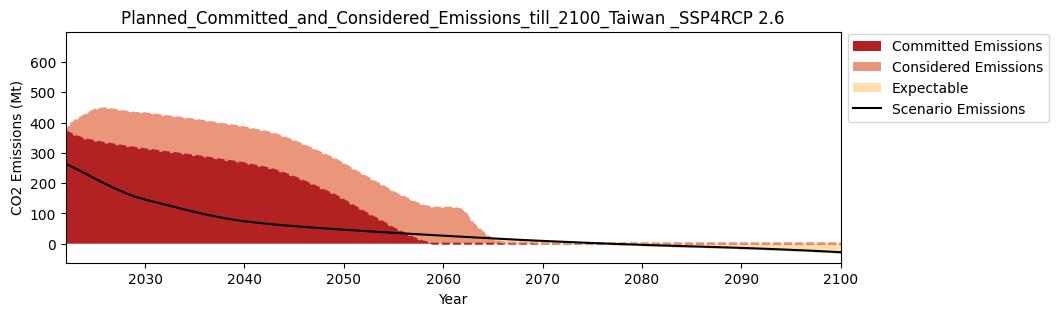 Planned_Committed_and_Considered_Emissions_till_2100_Taiwan _SSP4RCP 2.6
Committed Emissions
Considered Emissions
Expectable
Scenario Emissions
CO2 Emissions (Mt)
600
500
400
300
200
100
0
2030 2040 2050 2060 2070 2080 2090 2100
Year